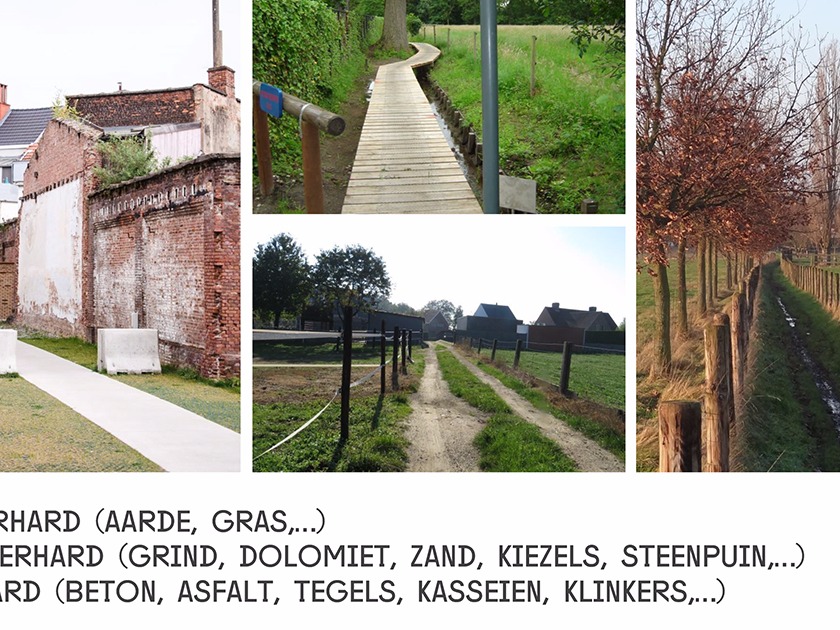 RHARD (AARDE, GRAS,...)
ERHARD (GRIND, DOLOMIET, ZAND, KIEZELS, STEENPUIN,...)
ARD (BETON, ASFALT, TEGELS, KASSEIEN, KLINKERS,...)